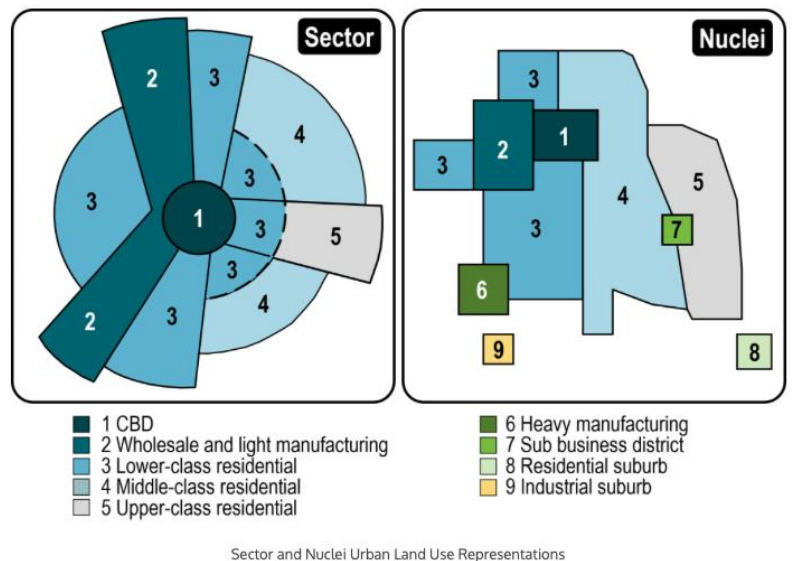 Sector
2
3
4
3
3
1
3
5
3
4
2
3
Nuclei
3
1
2
3
4
5
3
7
6
9
8
1 CBD
2 Wholesale and light manufacturing
3 Lower-class residential
4 Middle-class residential
5 Upper-class residential
6 Heavy manufacturing
7 Sub business district
8 Residential suburb
9 Industrial suburb
Sector and Nuclei Urban Land Use Representations